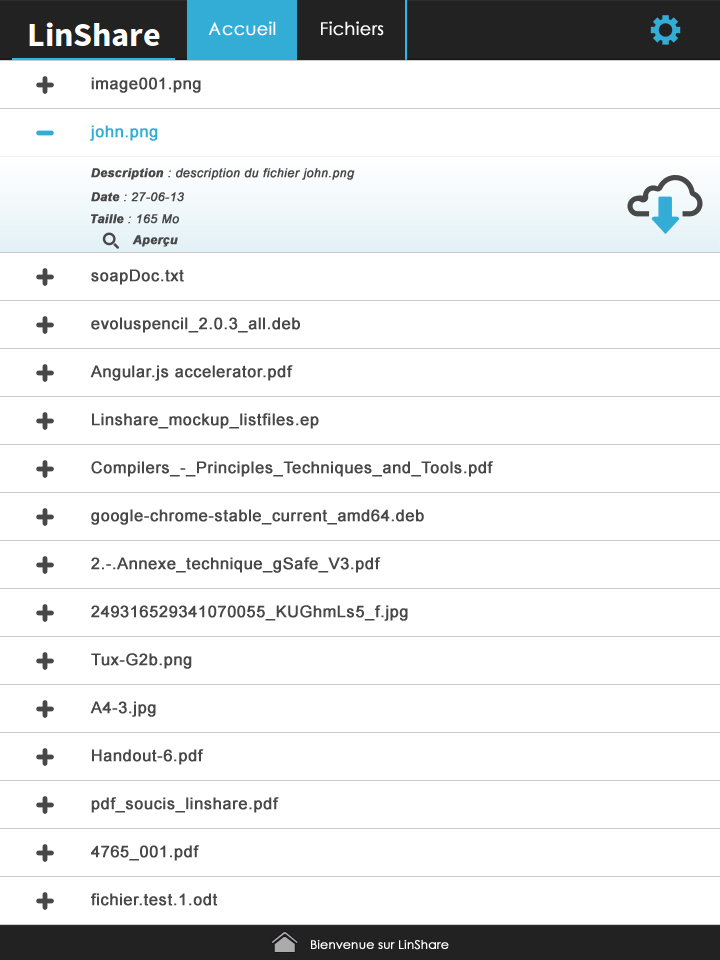 LinShare
Accueil
Fichiers
image001.png
john.png
Description : description du fichier john.png
Date : 27-06-13
Taille : 165 Mo
Aperçu
soapDoc.txt
evoluspencil_2.0.3_all.deb
Angular.js accelerator.pdf
Linshare_mockup_listfiles.ep
Compilers_-_Principles_Techniques_and_Tools.pdf
google-chrome-stable_current_amd64.deb
2.-.Annexe_technique_gSafe_V3.pdf
249316529341070055_KUGhmLs5_f.jpg
Tux-G2b.png
A4-3.jpg
Handout-6.pdf
pdf_soucis_linshare.pdf
4765_001.pdf
fichier.test.1.odt
Bienvenue sur LinShare